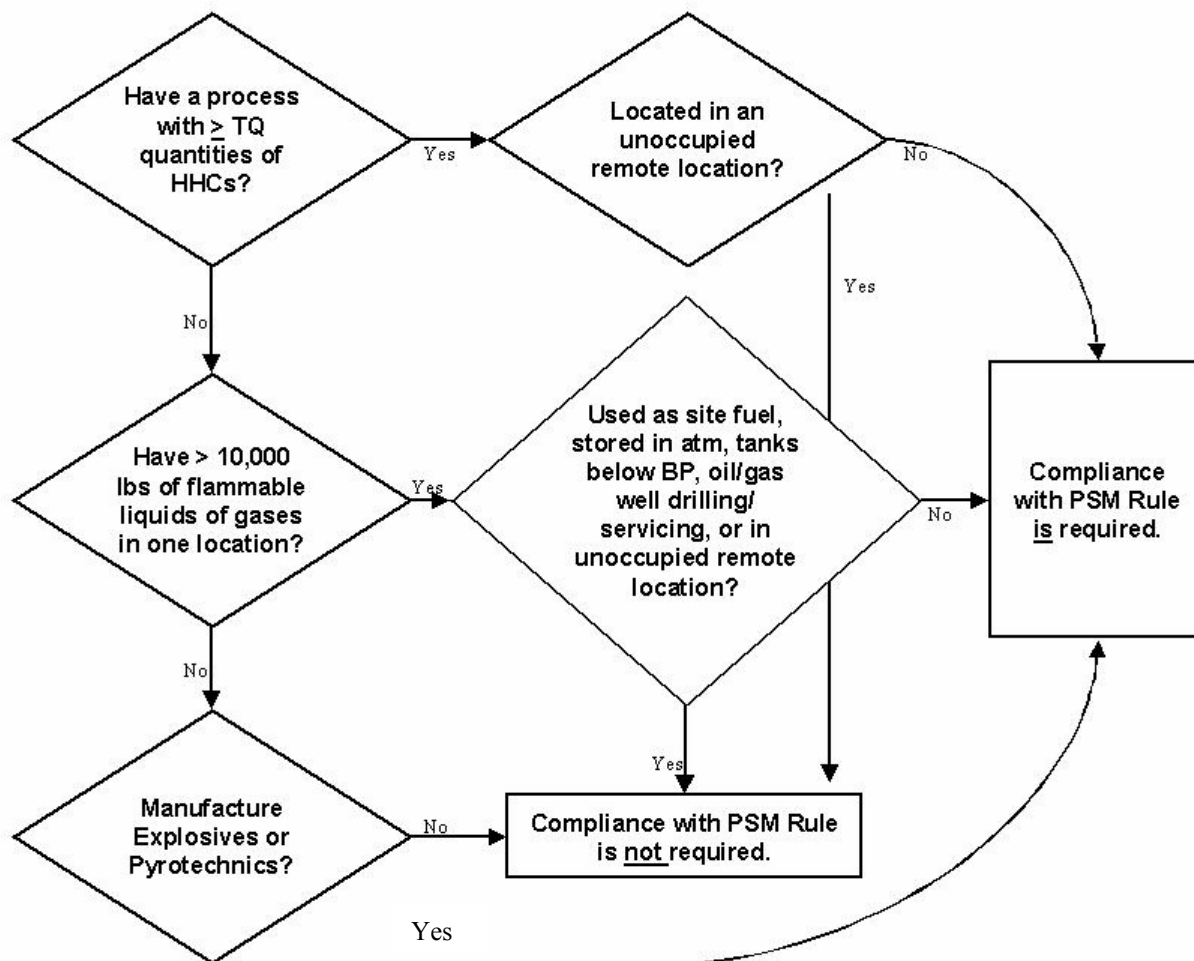 Have a process
with ≥ TQ
quantities of
HHCs?
Yes
Located in an
unoccupied
remote location?
No
Yes
No
Have > 10,000
lbs of flammable
liquids of gases
in one location?
Yes
Used as site fuel,
stored in atm, tanks
below BP, oil/gas
well drilling/
servicing, or in
unoccupied remote
location?
No
Compliance
with PSM Rule
is required.
No
Yes
Manufacture
Explosives or
Pyrotechnics?
No
Compliance with PSM Rule
is not required.
Yes